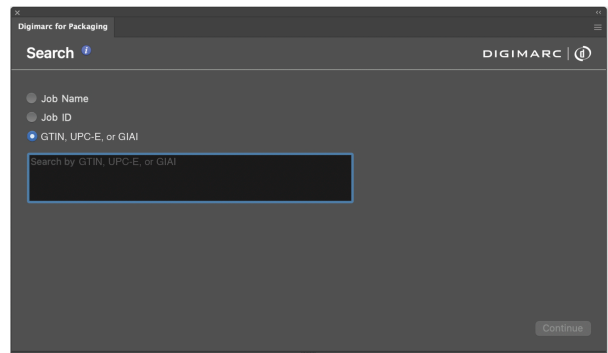 Digimarc for Packaging
Search i
DIGIMARC
Job Name
Job ID
GTIN, UPC-E, or GIAI
Search by GTIN, UPC-E, or GIAI
Continue